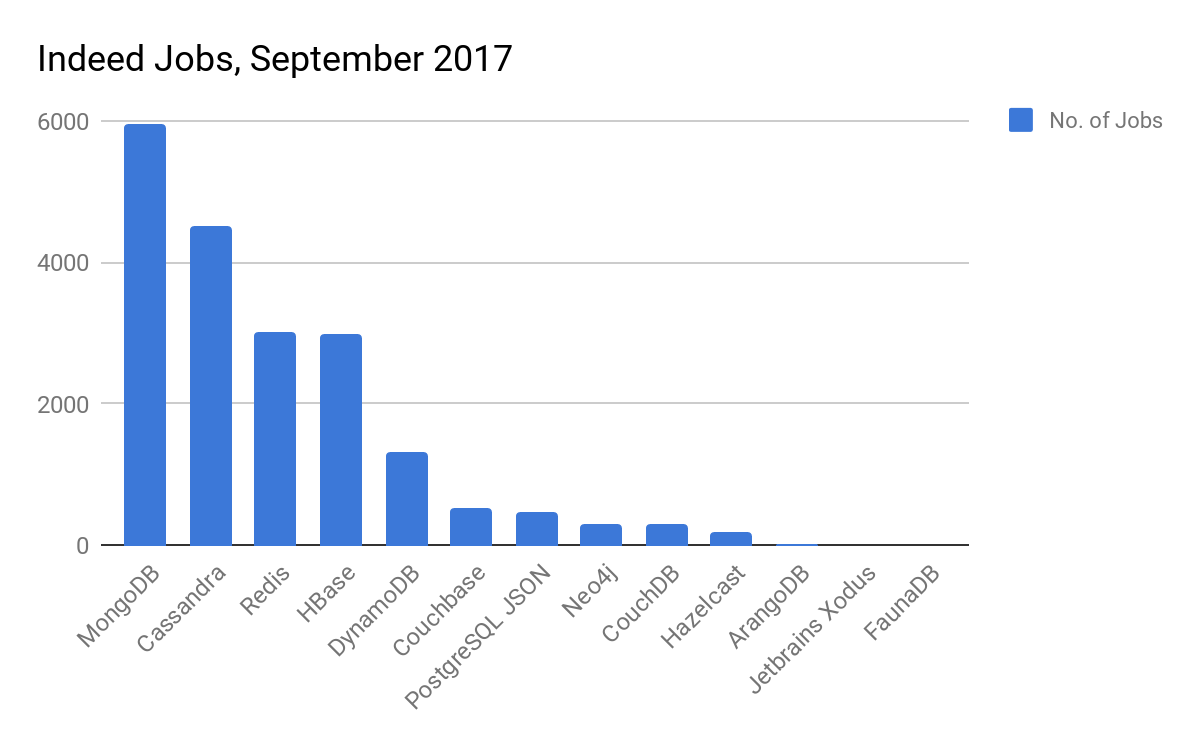 Indeed Jobs, September 2017
No. of Jobs
6000
4000
2000
0
MongoDB
Cassandra
Redis
HBase
DynamoDB
Couchbase
PostgreSQL JSON
Neo4j
CouchDB
Hazelcast
ArangoDB
Jetbrains Xodus
FaunaDB